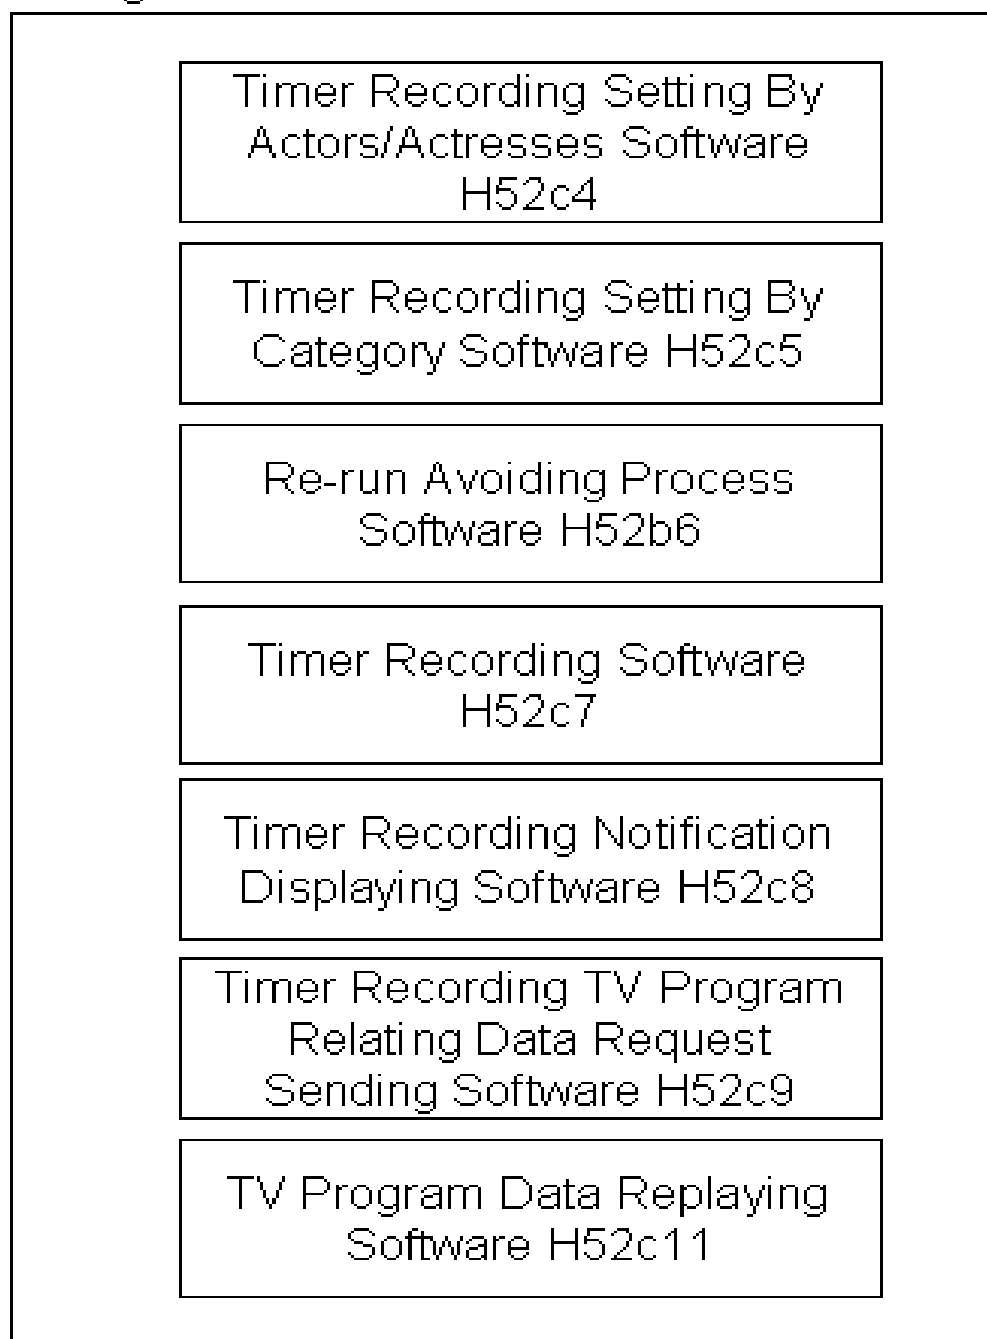 Timer Recording Setting By
Actors/Actresses Software
H52c4
Timer Recording Setting By
Category Software H52c5
Re-run Avoiding Process
Software H52b6
Timer Recording Software
H52c7
Timer Recording Notification
Displaying Software H52c8
Timer Recording TV Program
Relating Data Request
Sending Software H52c9
TV Program Data Replaying
Software H52c11